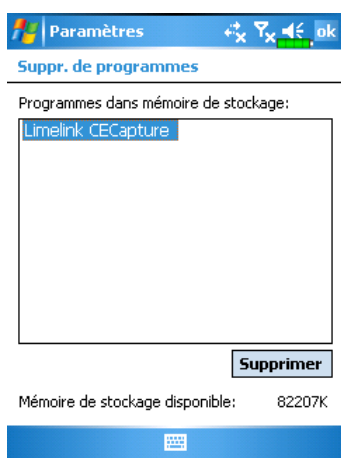 Paramètres ok
Suppr. de programmes
Programmes dans mémoire de stockage:
Limelink CECapture
Supprimer
Mémoire de stockage disponible: 82207K